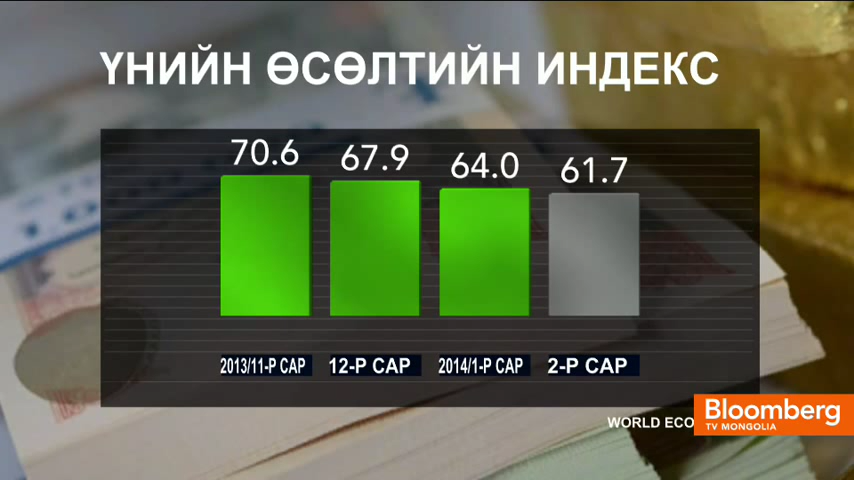 ҮНИЙН ӨСӨЛТИЙН ИНДЕКС
70.6 67.9 64.0 61.7
2013/11-Р САР 12-Р САР 2014/1-Р САР 2-Р САР
WORLD ECO
Bloomberg
TV MONGOLIA